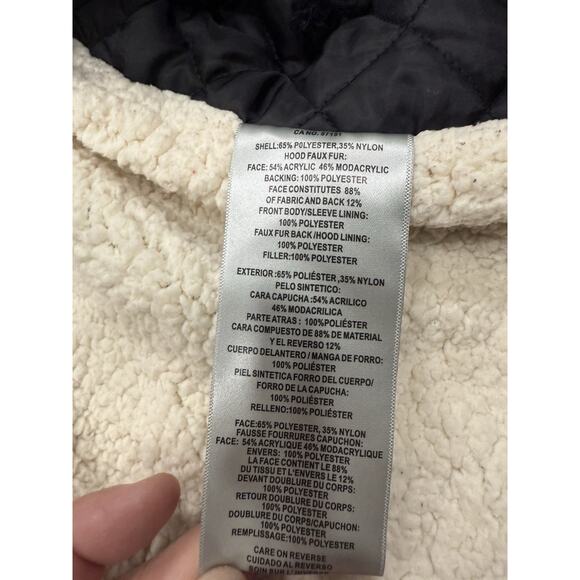 CA NO. 57151
SHELL:65% POLYESTER,35% NYLON
HOOD FAUX FUR:
FACE: 54% ACRYLIC 46% MODACRYLIC
BACKING: 100% POLYESTER
FACE CONSTITUTES 88%
OF FABRIC AND BACK 12%
FRONT BODY/SLEEVE LINING:
100% POLYESTER
FAUX FUR BACK /HOOD LINING:
100% POLYESTER
FILLER:100% POLYESTER
EXTERIOR :65% POLIÉSTER ,35% NYLON
PELO SINTETICO:
CARA CAPUCHA :54% ACRILICO
46% MODACRILICA
PARTE ATRAS : 100%POLIÉSTER
CARA COMPUESTO DE 88% DE MATERIAL
Y EL REVERSO 12%
CUERPO DELANTERO / MANGA DE FORRO:
100% POLIÉSTER
PIEL SINTETICA FORRO DEL CUERPO/
FORRO DE LA CAPUCHA:
100% POLIÉSTER
RELLENO:100% POLIÉSTER
FACE:65% POLYESTER, 35% NYLON
FAUSSE FOURRURES CAPUCHON:
FACE: 54% ACRYLIQUE 46% MODACRYLIQUE
ENVERS: 100% POLYESTER
LA FACE CONTIENT LE 88%
DU TISSU ET L'ENVERS LE 12%
DEVANT DOUBLURE DU CORPS:
100% POLYESTER
RETOUR DOUBLURE DU CORPS:
100% POLYESTER
DOUBLURE DU CORPS/CAPUCHON:
100% POLYESTER
REMPLISSAGE: 100% POLYESTER
CARE ON REVERSE
CUIDADO AL REVERSO
SOIN SUR L'ENVERS